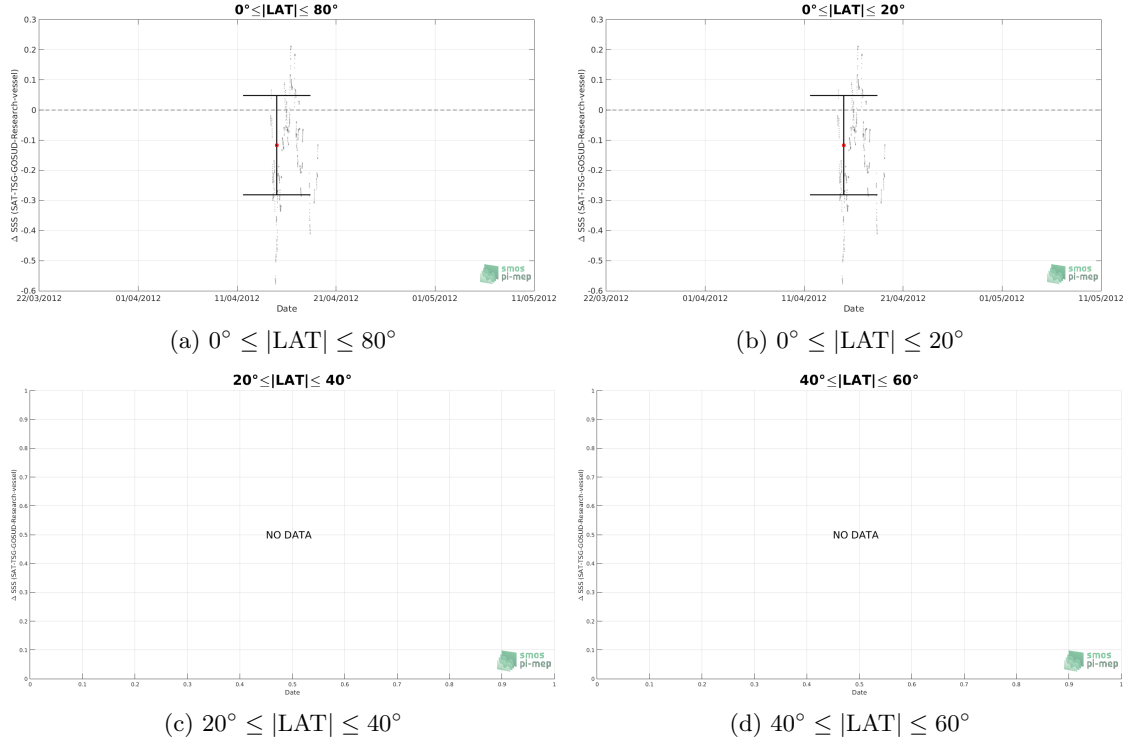 0°≤|LAT|≤ 80°
Δ SSS (SAT-TSG-GOSUD-Research-vessel)
0.3
0.2
0.1
0
-0.1
-0.2
-0.3
-0.4
-0.5
-0.6
22/03/2012 01/04/2012 11/04/2012 21/04/2012 01/05/2012 11/05/2012
Date
smos
pi-mep
(a) 0° ≤ |LAT| ≤ 80°
0°≤|LAT|≤ 20°
Δ SSS (SAT-TSG-GOSUD-Research-vessel)
0.3
0.2
0.1
0
-0.1
-0.2
-0.3
-0.4
-0.5
-0.6
22/03/2012 01/04/2012 11/04/2012 21/04/2012 01/05/2012 11/05/2012
Date
smos
pi-mep
(b) 0° ≤ |LAT| ≤ 20°
20°≤|LAT|≤ 40°
Δ SSS (SAT-TSG-GOSUD-Research-vessel)
1
0.9
0.8
0.7
0.6
0.5
0.4
0.3
0.2
0.1
0
NO DATA
0 0.1 0.2 0.3 0.4 0.5 0.6 0.7 0.8 0.9 1
Date
smos
pi-mep
(c) 20° ≤ |LAT| ≤ 40°
40°≤|LAT|≤ 60°
Δ SSS (SAT-TSG-GOSUD-Research-vessel)
1
0.9
0.8
0.7
0.6
0.5
0.4
0.3
0.2
0.1
0
NO DATA
0 0.1 0.2 0.3 0.4 0.5 0.6 0.7 0.8 0.9 1
Date
smos
pi-mep
(d) 40° ≤ |LAT| ≤ 60°